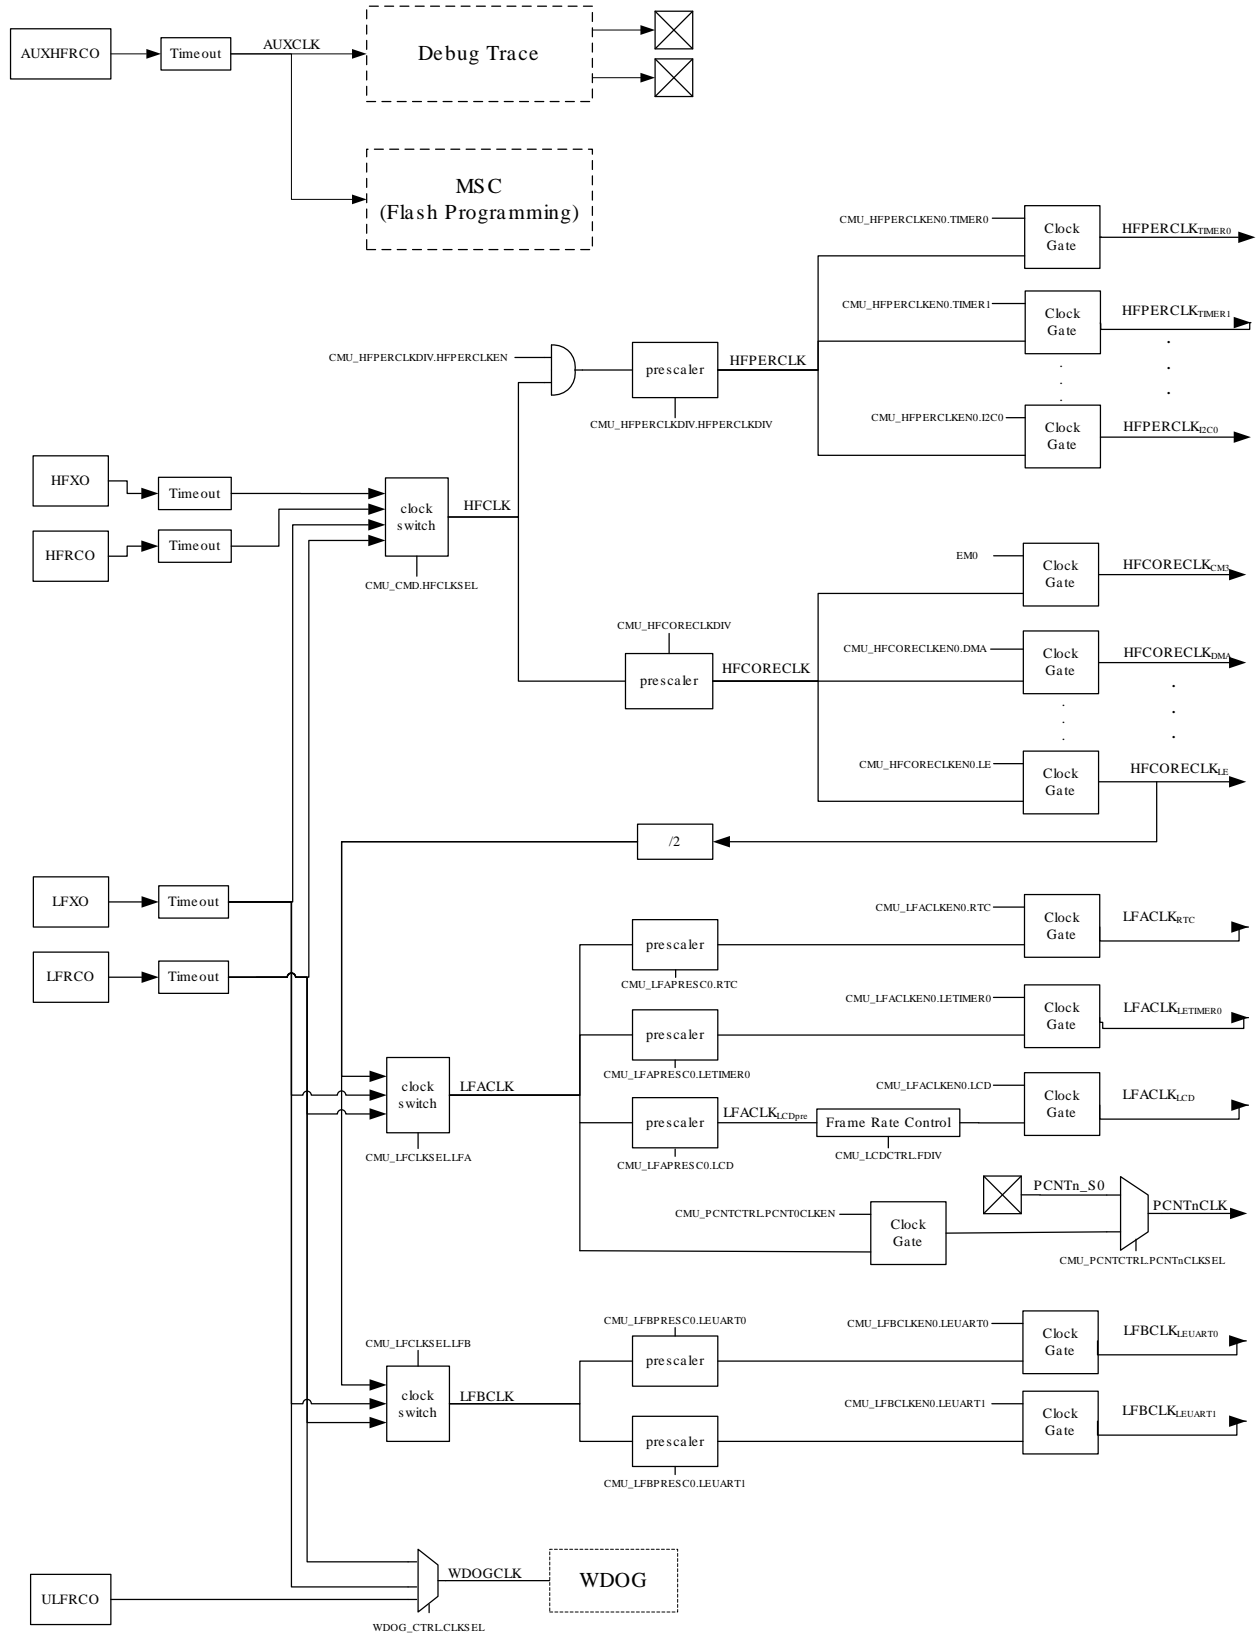 AUXHFRCO
Timeout
AUXCLK
Debug Trace
MSC
(Flash Programming)
CMU_HFPERCLKEN0.TIMER0
Clock
Gate
HFPERCLKTIMER0
CMU_HFPERCLKEN0.TIMER1
Clock
Gate
HFPERCLKTIMER1
CMU_HFPERCLKDIV.HFPERCLKEN
prescaler
HFPERCLK
CMU_HFPERCLKDIV.HFPERCLKDIV
CMU_HFPERCLKEN0.I2C0
Clock
Gate
HFPERCLKI2C0
HFXO
Timeout
HFRCO
Timeout
clock
switch
HFCLK
CMU_CMD.HFCLKSEL
EM0
Clock
Gate
HFCORECLKCM3
CMU_HFCORECLKDIV
prescaler
HFCORECLK
CMU_HFCORECLKEN0.DMA
Clock
Gate
HFCORECLKDMA
CMU_HFCORECLKEN0.LE
Clock
Gate
HFCORECLKLE
/2
LFXO
Timeout
LFRCO
Timeout
CMU_LFACLKEN0.RTC
prescaler
CMU_LFAPRESC0.RTC
Clock
Gate
LFACLKRTC
CMU_LFACLKEN0.LETIMER0
prescaler
CMU_LFAPRESC0.LETIMER0
Clock
Gate
LFACLKLETIMER0
clock
switch
LFACLK
CMU_LFCLKSEL.LFA
prescaler
CMU_LFAPRESC0.LCD
LFACLKLCDpre
Frame Rate Control
CMU_LCDCTRL.FDIV
CMU_LFACLKEN0.LCD
Clock
Gate
LFACLKLCD
CMU_PCNTCTRL.PCNT0CLKEN
Clock
Gate
PCNTn_S0
PCNTnCLK
CMU_PCNTCTRL.PCNTnCLKSEL
CMU_LFCLKSEL.LFB
clock
switch
LFBCLK
CMU_LFBPRESC0.LEUART0
prescaler
CMU_LFBCLKEN0.LEUART0
Clock
Gate
LFBCLKLEUART0
prescaler
CMU_LFBPRESC0.LEUART1
CMU_LFBCLKEN0.LEUART1
Clock
Gate
LFBCLKLEUART1
ULFRCO
WDOGCLK
WDOG
WDOG_CTRL.CLKSEL